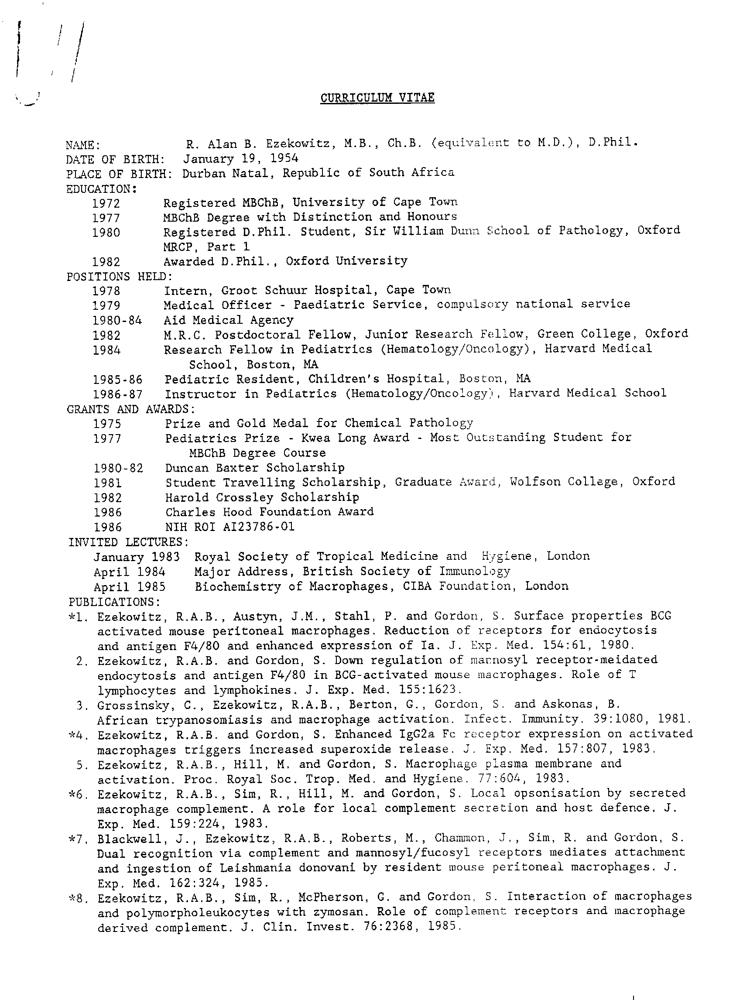 CURRICULUM VITAE
NAME: R. Alan B. Ezekowitz, M.B., Ch.B. (equivalent to M.D.), D.Phil.
DATE OF BIRTH: January 19, 1954
PLACE OF BIRTH: Durban Natal, Republic of South Africa
EDUCATION:
1972 Registered MBChB, University of Cape Town
1977 MBChB Degree with Distinction and Honours
1980 Registered D.Phil. Student, Sir William Dunn School of Pathology, Oxford
MRCP, Part 1
1982 Awarded D.Phil., Oxford University
POSITIONS HELD:
1978 Intern, Groot Schuur Hospital, Cape Town
1979 Medical Officer - Paediatric Service, compulsory national service
1980-84 Aid Medical Agency
1982 M.R.C. Postdoctoral Fellow, Junior Research Fellow, Green College, Oxford
1984 Research Fellow in Pediatrics (Hematology/Oncology), Harvard Medical
School, Boston, MA
1985-86 Pediatric Resident, Children's Hospital, Boston, MA
1986-87 Instructor in Pediatrics (Hematology/Oncology), Harvard Medical School
GRANTS AND AWARDS:
1975 Prize and Gold Medal for Chemical Pathology
1977 Pediatrics Prize - Kwea Long Award - Most Outstanding Student for
MBChB Degree Course
1980-82 Duncan Baxter Scholarship
1981 Student Travelling Scholarship, Graduate Award, Wolfson College, Oxford
1982 Harold Crossley Scholarship
1986 Charles Hood Foundation Award
1986 NIH ROI AI23786-01
INVITED LECTURES:
January 1983 Royal Society of Tropical Medicine and Hygiene, London
April 1984 Major Address, British Society of Immunology
April 1985 Biochemistry of Macrophages, CIBA Foundation, London
PUBLICATIONS:
*1. Ezekowitz, R.A.B., Austyn, J.M., Stahl, P. and Gordon, S. Surface properties BCG
activated mouse peritoneal macrophages. Reduction of receptors for endocytosis
and antigen F4/80 and enhanced expression of Ia. J. Exp. Med. 154:61, 1980.
2. Ezekowitz, R.A.B. and Gordon, S. Down regulation of mannosyl receptor-meidated
endocytosis and antigen F4/80 in BCG-activated mouse macrophages. Role of T
lymphocytes and lymphokines. J. Exp. Med. 155:1623.
3. Grossinsky, C., Ezekowitz, R.A.B., Berton, G., Gordon, S. and Askonas, B.
African trypanosomiasis and macrophage activation. Infect. Immunity. 39:1080, 1981.
*4. Ezekowitz, R.A.B. and Gordon, S. Enhanced IgG2a Fc receptor expression on activated
macrophages triggers increased superoxide release. J. Exp. Med. 157:807, 1983.
5. Ezekowitz, R.A.B., Hill, M. and Gordon, S. Macrophage plasma membrane and
activation. Proc. Royal Soc. Trop. Med. and Hygiene. 77:604, 1983.
*6. Ezekowitz, R.A.B., Sim, R., Hill, M. and Gordon, S. Local opsonisation by secreted
macrophage complement. A role for local complement secretion and host defence. J.
Exp. Med. 159:224, 1983.
*7. Blackwell, J., Ezekowitz, R.A.B., Roberts, M., Chammon, J., Sim, R. and Gordon, S.
Dual recognition via complement and mannosyl/fucosyl receptors mediates attachment
and ingestion of Leishmania donovani by resident mouse peritoneal macrophages. J.
Exp. Med. 162:324, 1985.
*8. Ezekowitz, R.A.B., Sim, R., McPherson, G. and Gordon, S. Interaction of macrophages
and polymorpholeukocytes with zymosan. Role of complement receptors and macrophage
derived complement. J. Clin. Invest. 76:2368, 1985.